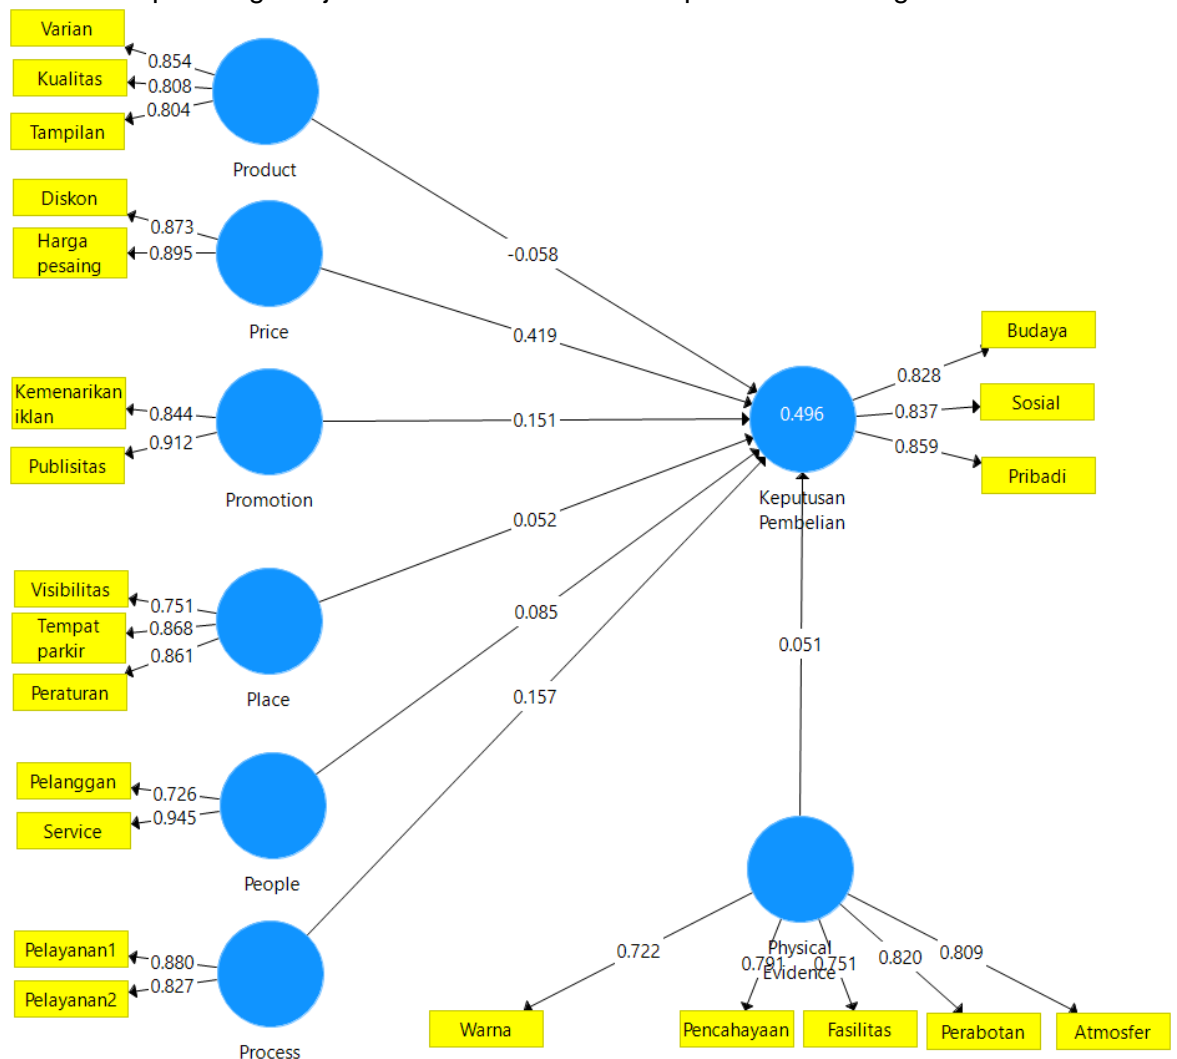 Varian
0.854
Kualitas
0.808
0.804
Tampilan
Product
Diskon
0.873
Harga
pesaing
0.895
Price
-0.058
0.419
Kemenarikan
iklan
0.844
0.912
Publisitas
Promotion
0.151
0.496
Keputusan
Pembelian
Budaya
0.828
Sosial
0.837
0.859
Pribadi
Visibilitas
0.751
Tempat
parkir
0.868
0.861
Peraturan
Place
0.052
0.085
0.051
0.157
Pelanggan
0.726
0.945
Service
People
Pelayanan1
0.880
0.827
Pelayanan2
Process
Physical
Evidence
0.722
0.791
0.751
0.820
0.809
Warna
Pencahayaan
Fasilitas
Perabotan
Atmosfer